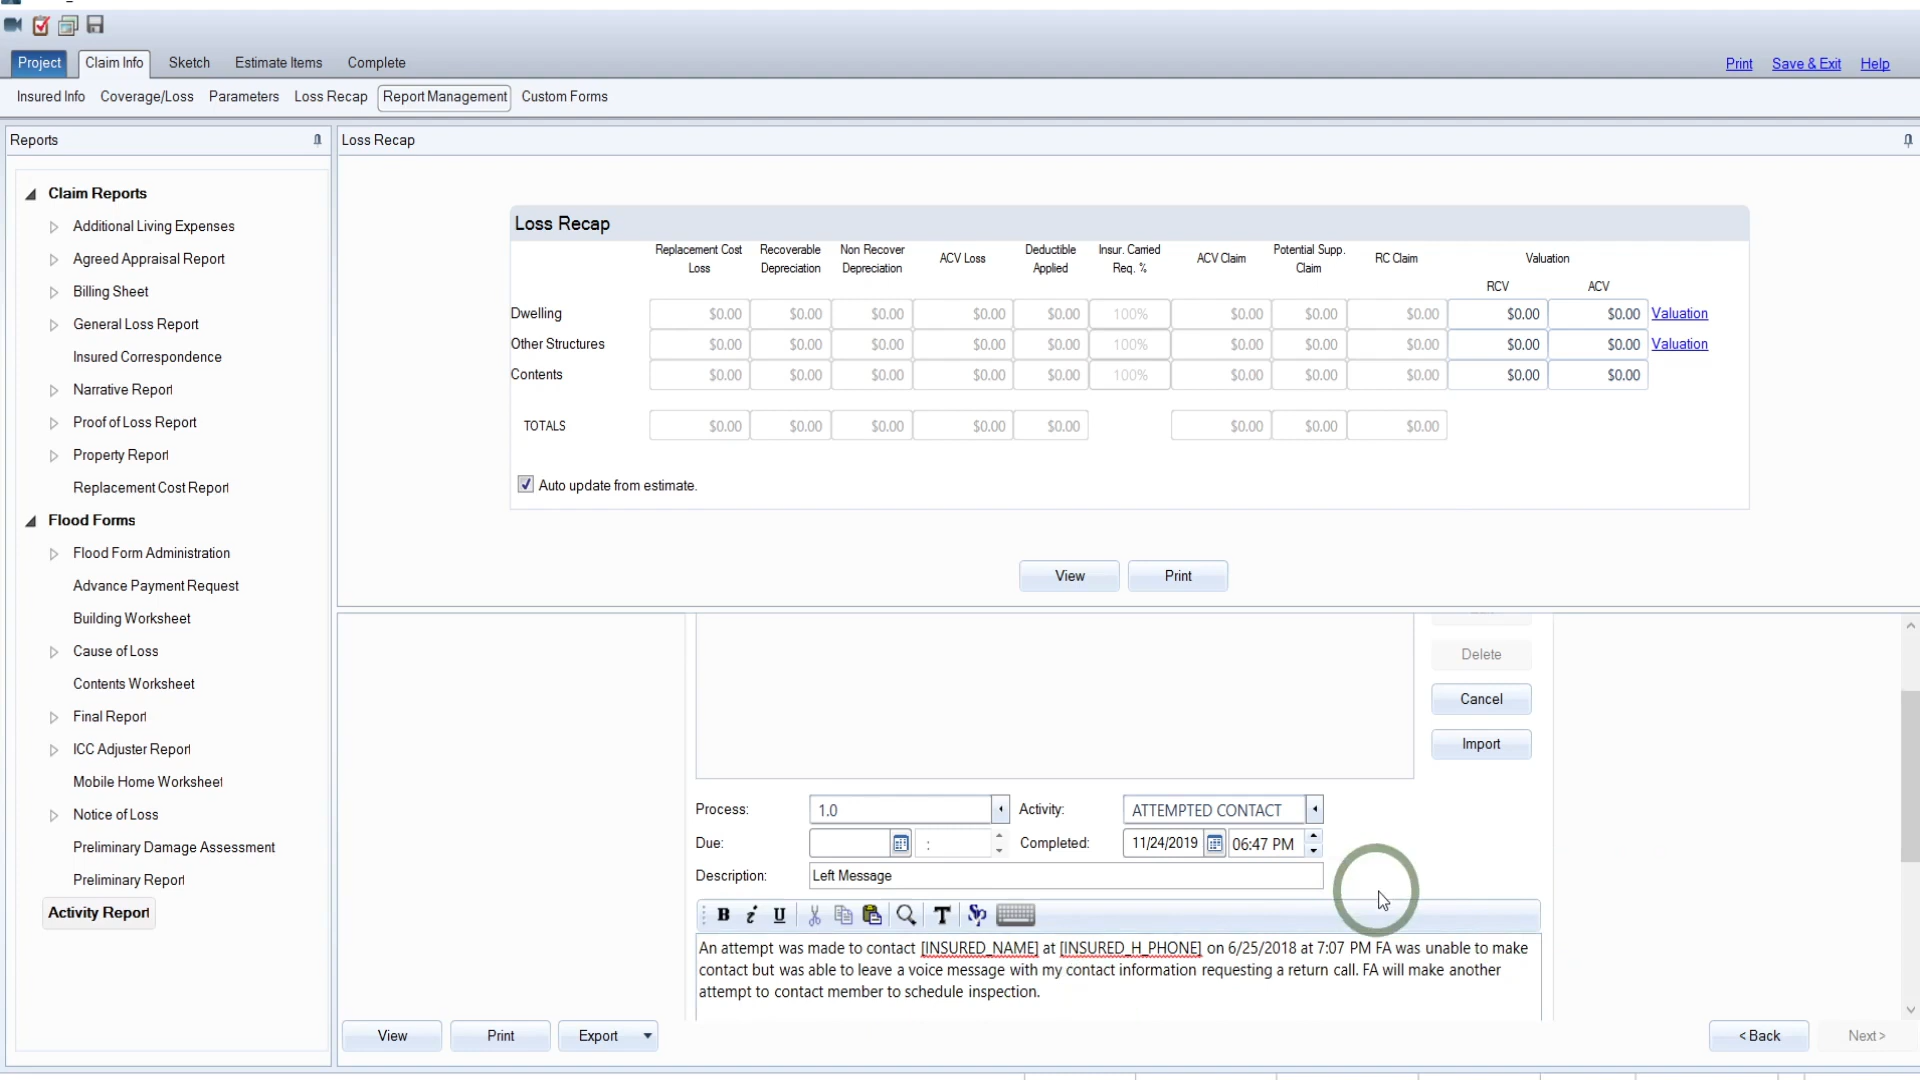 Project Claim Info Sketch Estimate Items Complete Print Save & Exit Help
Insured Info Coverage/Loss Parameters Loss Recap Report Management Custom Forms
Reports
Claim Reports
Additional Living Expenses
Agreed Appraisal Report
Billing Sheet
General Loss Report
Insured Correspondence
Narrative Report
Proof of Loss Report
Property Report
Replacement Cost Report
Flood Forms
Flood Form Administration
Advance Payment Request
Building Worksheet
Cause of Loss
Contents Worksheet
Final Report
ICC Adjuster Report
Mobile Home Worksheet
Notice of Loss
Preliminary Damage Assessment
Preliminary Report
Activity Report
Loss Recap
Loss Recap
Replacement Cost Recoverable Non Recover ACV Loss Deductible Insur. Carried ACV Claim Potential Supp. RC Claim Valuation
Loss Depreciation Depreciation Applied Req. % Claim
RCV ACV
Dwelling $0.00 $0.00 $0.00 $0.00 $0.00 100% $0.00 $0.00 $0.00 $0.00 $0.00 Valuation
Other Structures $0.00 $0.00 $0.00 $0.00 $0.00 100% $0.00 $0.00 $0.00 $0.00 $0.00 Valuation
Contents $0.00 $0.00 $0.00 $0.00 $0.00 100% $0.00 $0.00 $0.00 $0.00 $0.00
TOTALS $0.00 $0.00 $0.00 $0.00 $0.00 $0.00 $0.00 $0.00
Auto update from estimate.
View Print
Delete
Cancel
Import
Process: 1.0 Activity: ATTEMPTED CONTACT
Due: : Completed: 11/24/2019 06:47 PM
Description: Left Message
B i U T
An attempt was made to contact [INSURED_NAME] at [INSURED_H_PHONE] on 6/25/2018 at 7:07 PM FA was unable to make
contact but was able to leave a voice message with my contact information requesting a return call. FA will make another
attempt to contact member to schedule inspection.
View Print Export < Back Next >